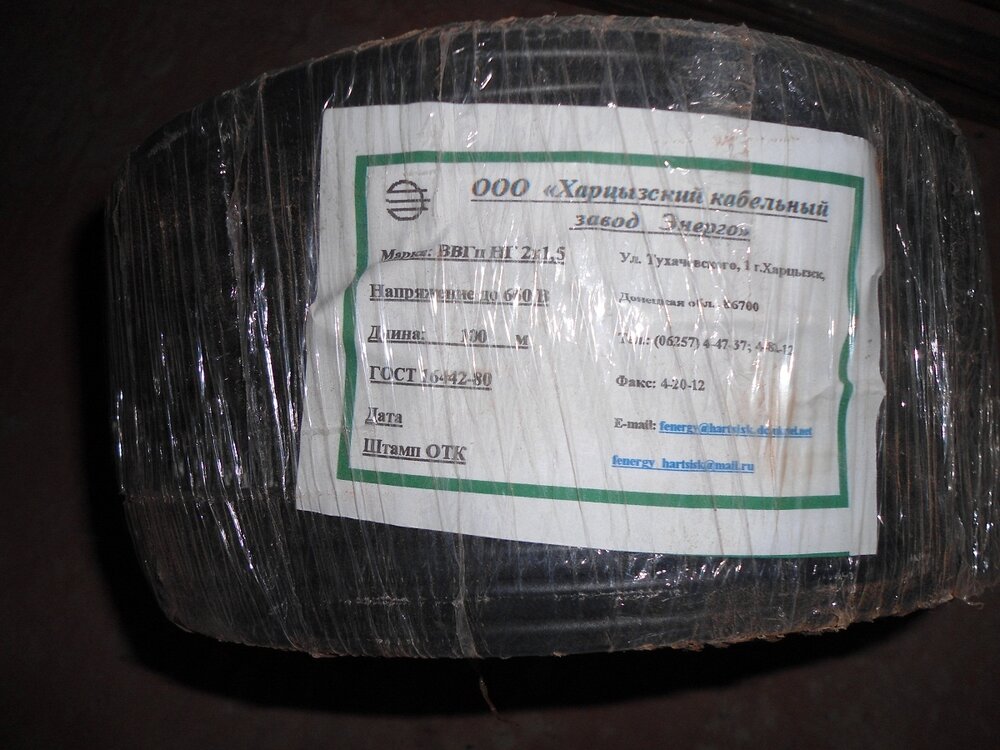 ООО «Харцызский кабельный
завод Энерго»
Марка: ВВГп НГ 2х1,5
Напряжение до 660 В
Длина: 100 м
ГОСТ 16442-80
Дата
Штамп ОТК
Ул. Тухачевского, 1 г.Харцызск,
Донецкая обл. 86700
Тел.: (06257) 4-47-37;
Факс: 4-20-12
E-mail:
fenergy_hartsisk@mail.ru